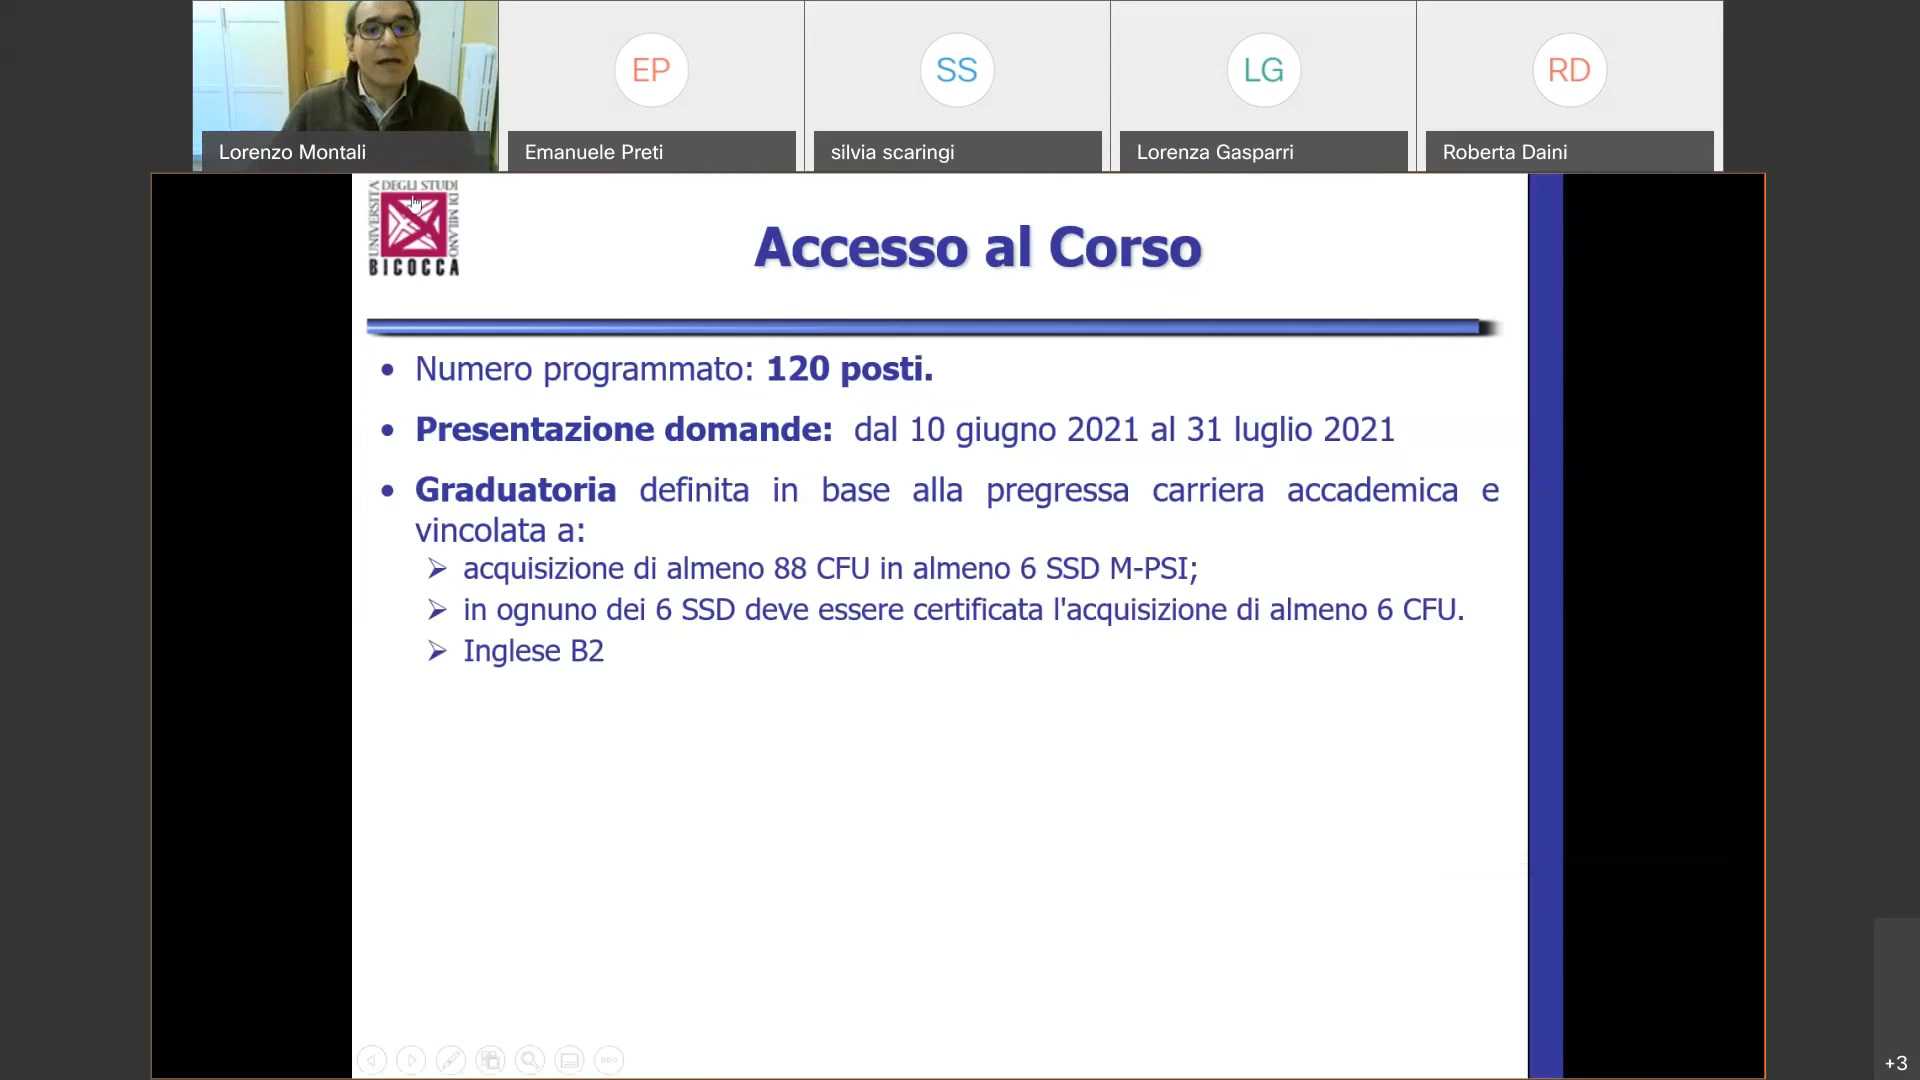 EP
SS
LG
RD
Lorenzo Montali
Emanuele Preti
silvia scaringi
Lorenza Gasparri
Roberta Daini
UNIVERSITÀ
DEGLI STUDI
DI MILANO
BICOCCA
Accesso al Corso
• Numero programmato: 120 posti.
• Presentazione domande: dal 10 giugno 2021 al 31 luglio 2021
• Graduatoria definita in base alla pregressa carriera accademica e
vincolata a:
➢ acquisizione di almeno 88 CFU in almeno 6 SSD M-PSI;
➢ in ognuno dei 6 SSD deve essere certificata l'acquisizione di almeno 6 CFU.
➢ Inglese B2
+3